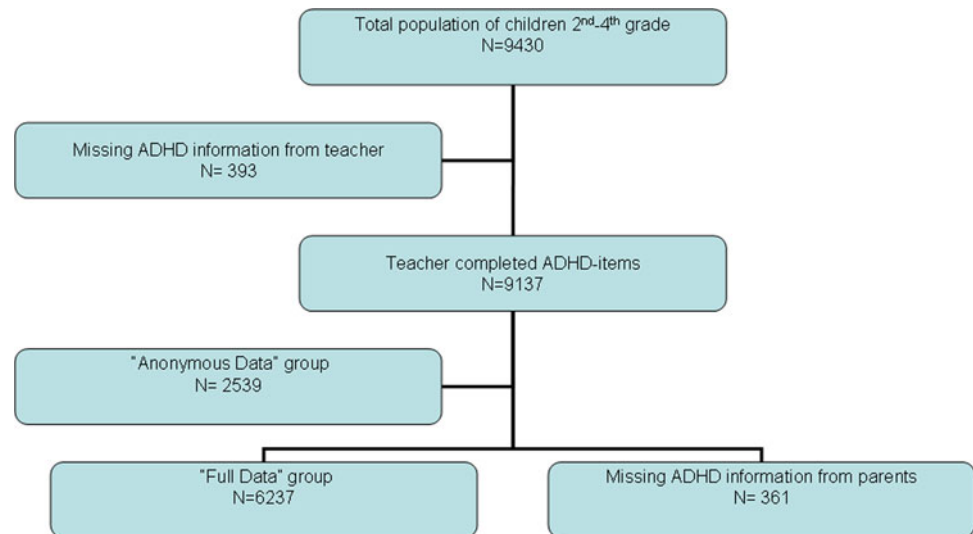 Total population of children 2nd-4th grade
N=9430
Missing ADHD information from teacher
N= 393
Teacher completed ADHD-items
N=9137
"Anonymous Data" group
N= 2539
"Full Data" group
N=6237
Missing ADHD information from parents
N= 361